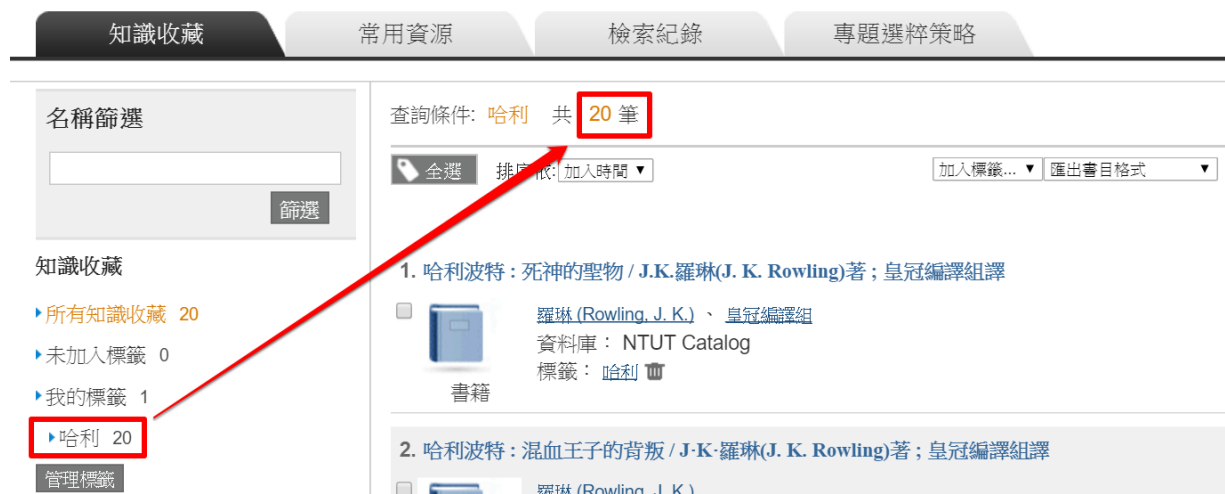 知識收藏 常用資源 檢索紀錄 專題選粹策略
名稱篩選
篩選
知識收藏
所有知識收藏 20
未加入標籤 0
我的標籤 1
哈利 20
管理標籤
查詢條件: 哈利 共 20 筆
全選 排序依: 加入時間 加入標籤... 匯出書目格式
1. 哈利波特 : 死神的聖物 / J.K.羅琳(J. K. Rowling)著 ; 皇冠編譯組譯
羅琳 (Rowling, J. K.) 、 皇冠編譯組
資料庫： NTUT Catalog
標籤： 哈利
書籍
2. 哈利波特 : 混血王子的背叛 / J·K·羅琳(J. K. Rowling)著 ; 皇冠編譯組譯
羅琳 (Rowling, J. K.)